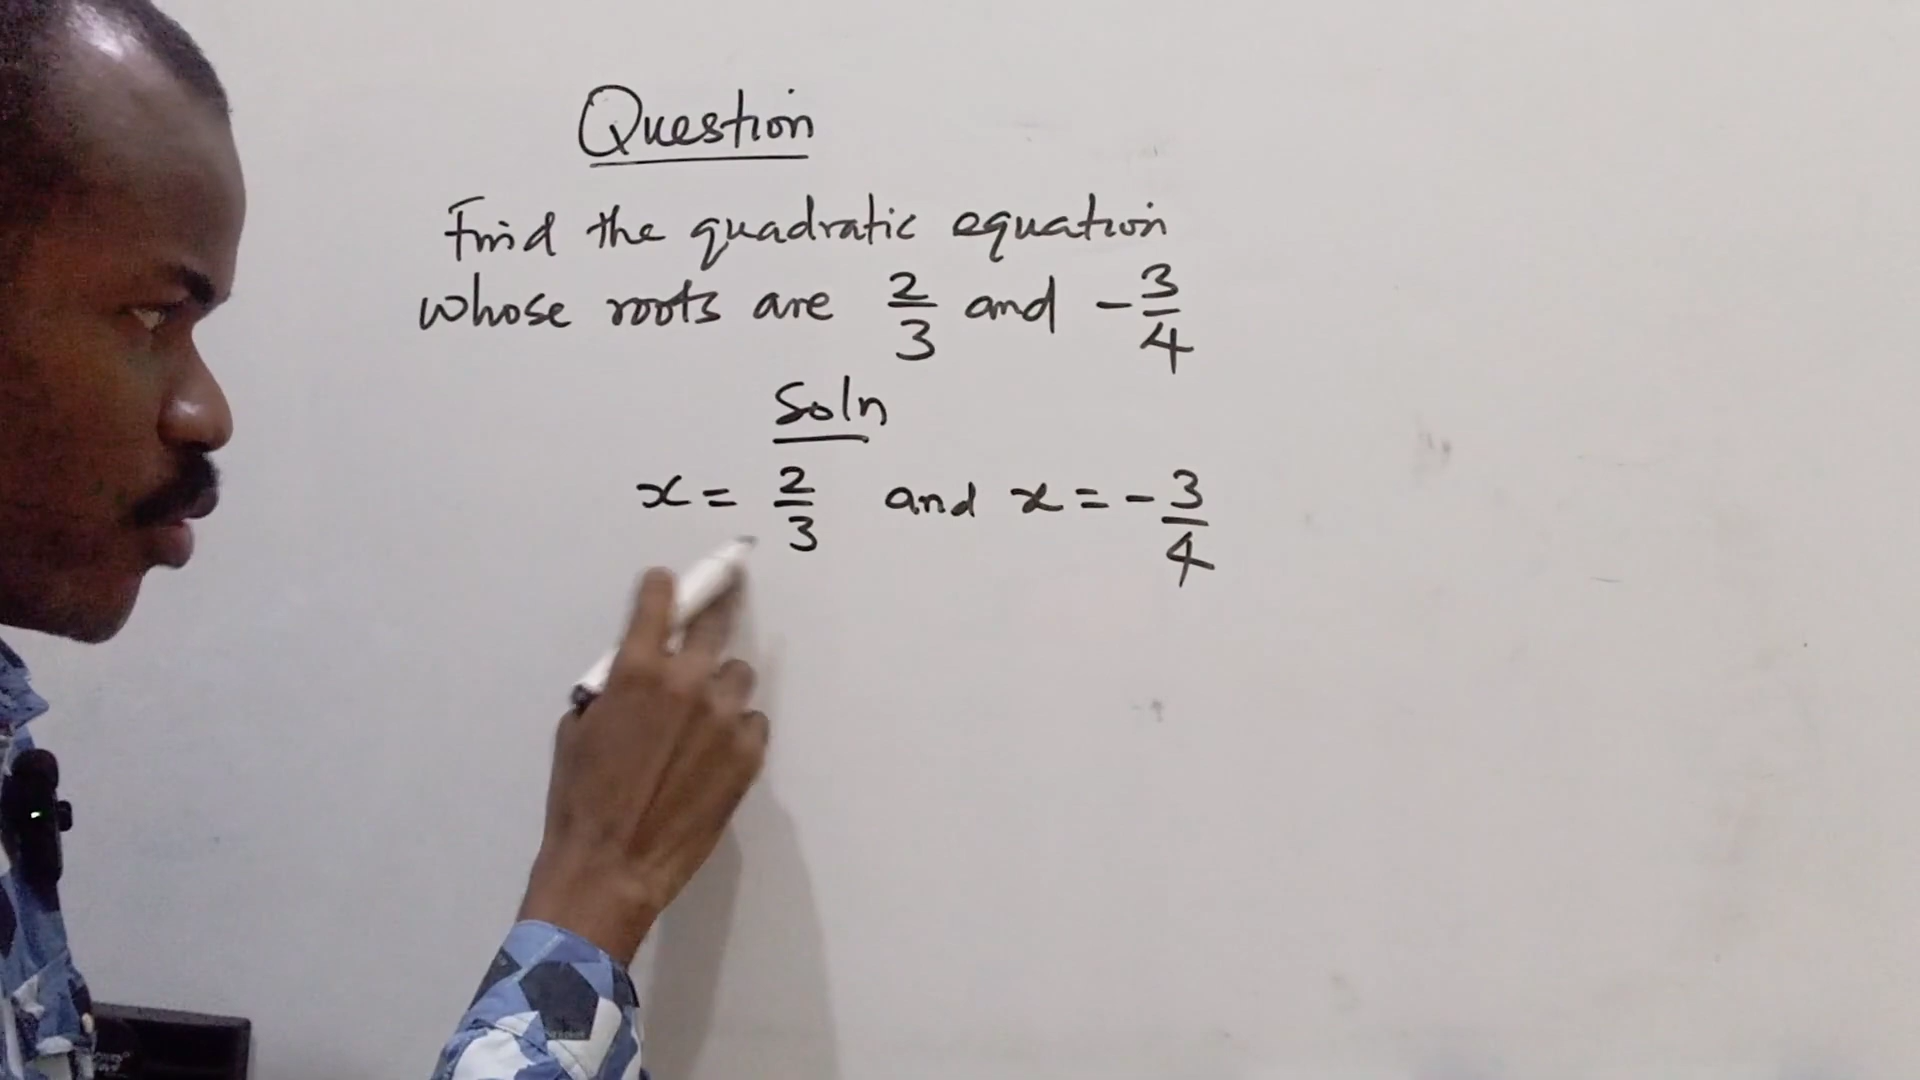 Question
Find the quadratic equation
whose roots are 2/3 and -3/4
Soln
x = 2/3 and x = -3/4